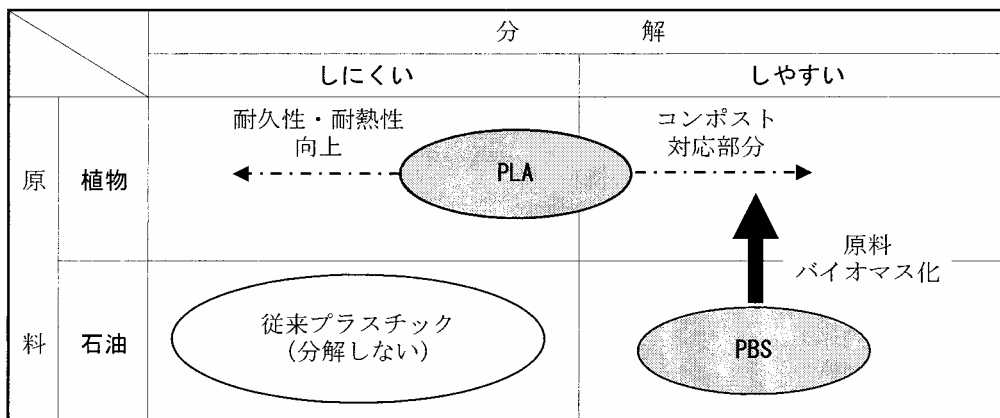 分 解
しにくい
しやすい
原料
植物
耐久性・耐熱性
向上
PLA
コンポスト
対応部分
原料
バイオマス化
石油
従来プラスチック
(分解しない)
PBS